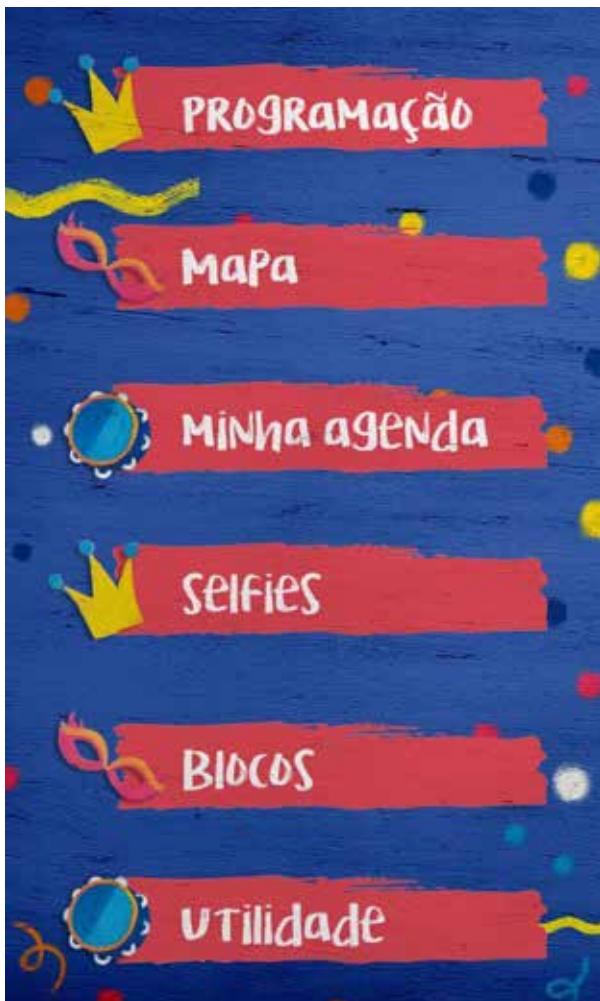 Programação
Mapa
Minha agenda
Selfies
Blocos
Utilidade